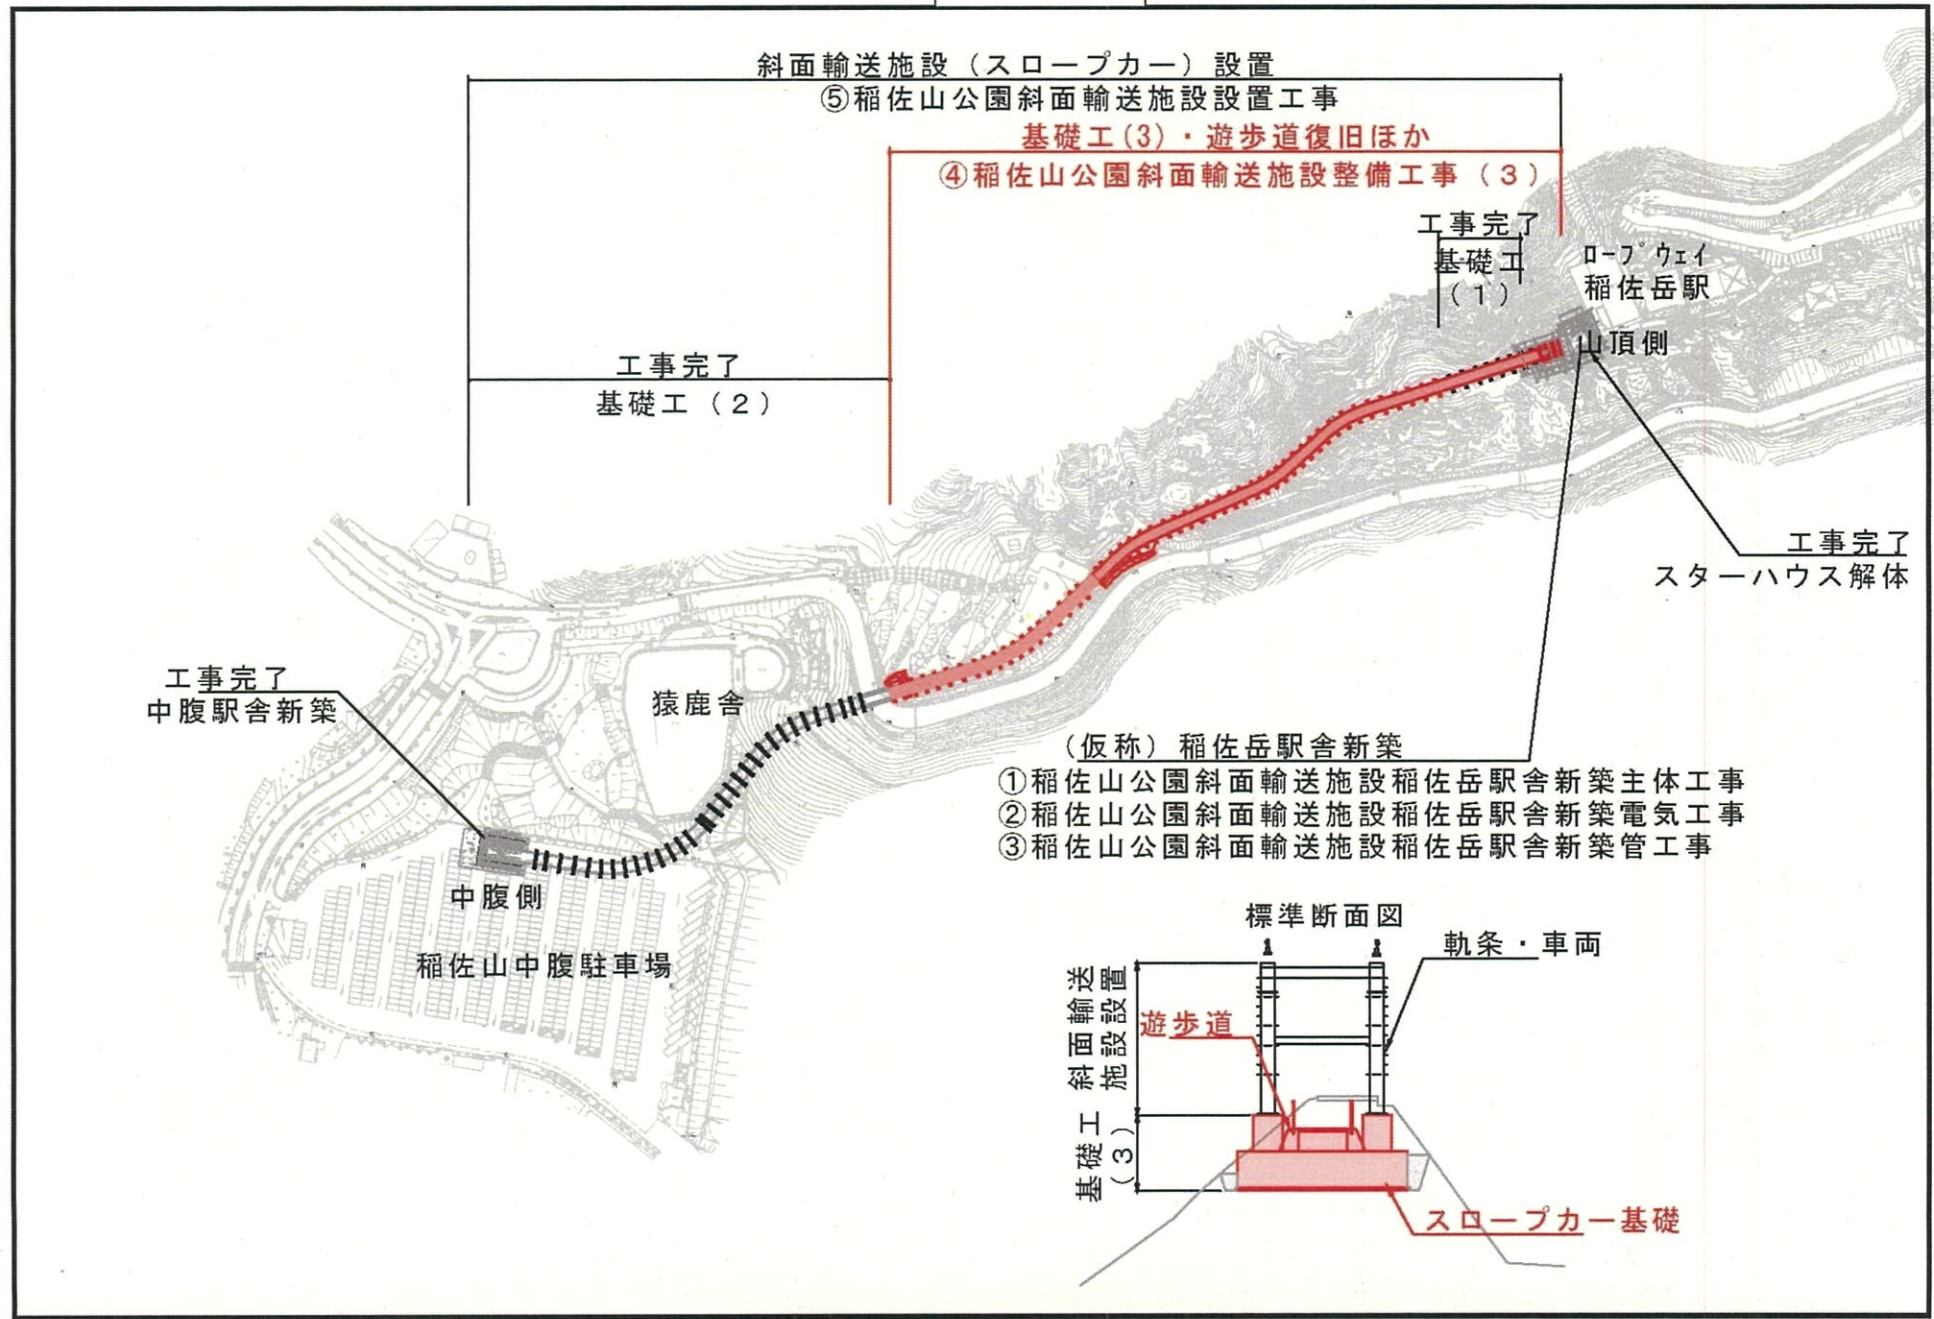 斜面輸送施設（スロープカー）設置
⑤稲佐山公園斜面輸送施設設置工事
基礎工(3)・遊歩道復旧ほか
④稲佐山公園斜面輸送施設整備工事（３）
工事完了
基礎工
（１）
ロープウェイ
稲佐岳駅
山頂側
工事完了
基礎工（２）
工事完了
スターハウス解体
工事完了
中腹駅舎新築
猿鹿舎
（仮称）稲佐岳駅舎新築
①稲佐山公園斜面輸送施設稲佐岳駅舎新築主体工事
②稲佐山公園斜面輸送施設稲佐岳駅舎新築電気工事
③稲佐山公園斜面輸送施設稲佐岳駅舎新築管工事
中腹側
稲佐山中腹駐車場
標準断面図
軌条・車両
斜面輸送
施設設置
遊歩道
基礎工
（３）
スロープカー基礎